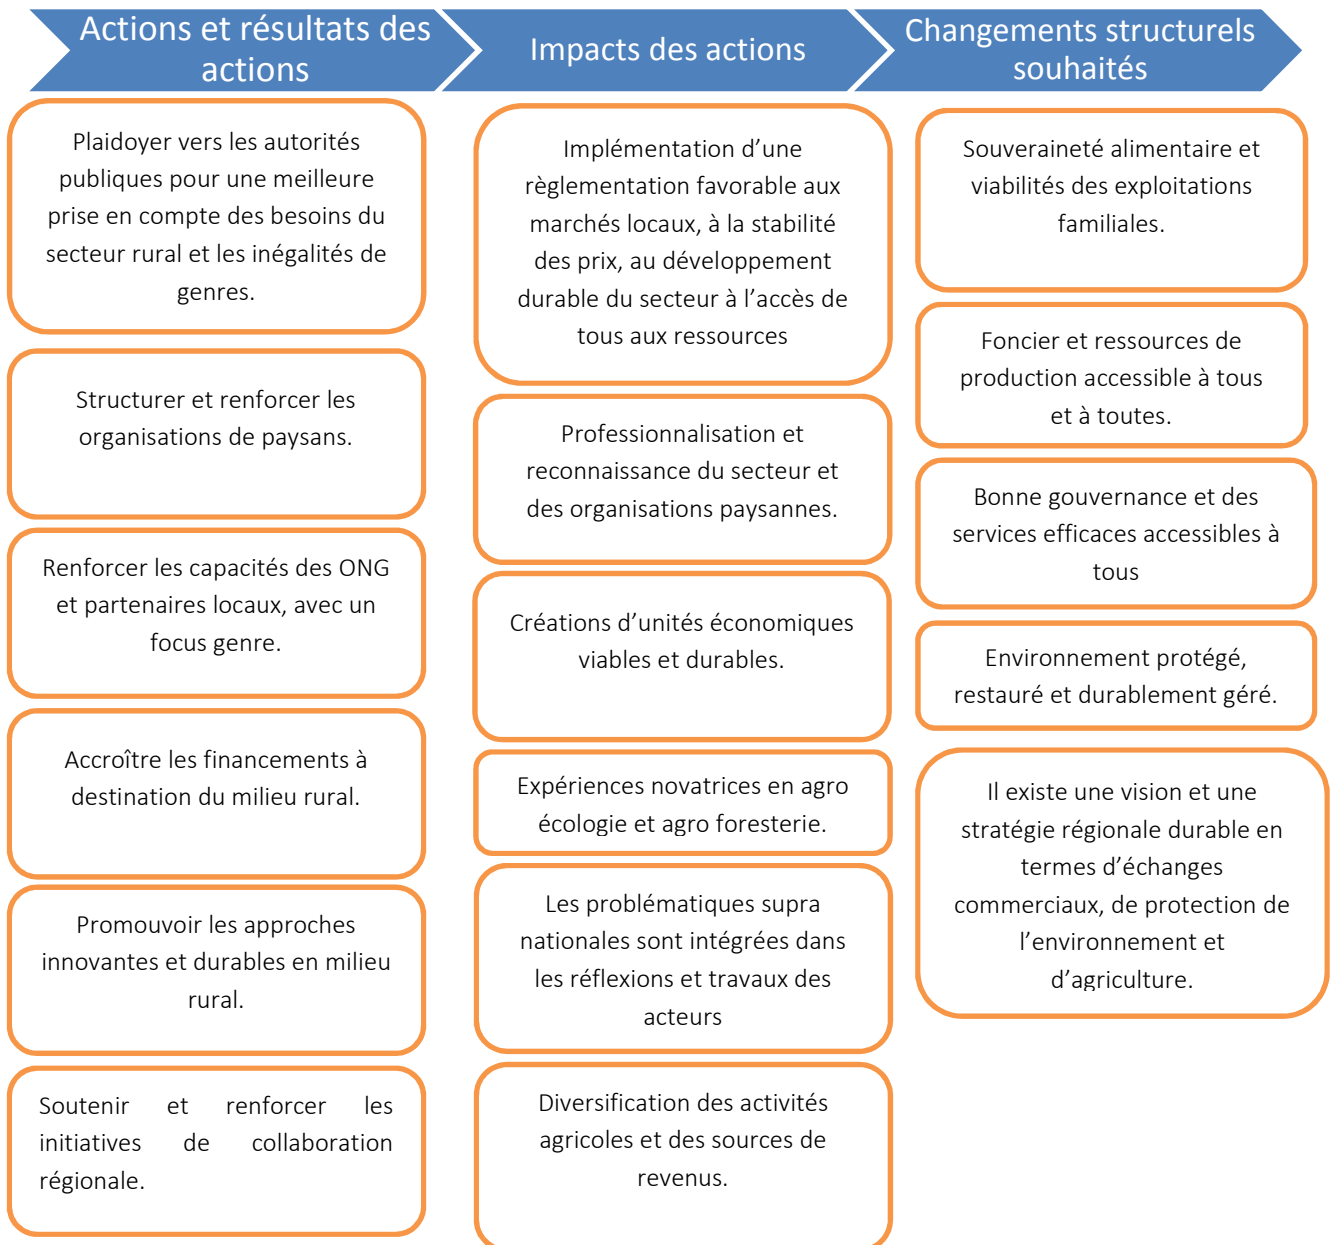 Actions et résultats des
actions
Impacts des actions
Changements structurels
souhaités
Plaidoyer vers les autorités
publiques pour une meilleure
prise en compte des besoins du
secteur rural et les inégalités de
genres.
Structurer et renforcer les
organisations de paysans.
Renforcer les capacités des ONG
et partenaires locaux, avec un
focus genre.
Accroître les financements à
destination du milieu rural.
Promouvoir les approches
innovantes et durables en milieu
rural.
Soutenir et renforcer les
initiatives de collaboration
régionale.
Implémentation d’une
règlementation favorable aux
marchés locaux, à la stabilité
des prix, au développement
durable du secteur à l’accès de
tous aux ressources
Professionnalisation et
reconnaissance du secteur et
des organisations paysannes.
Créations d’unités économiques
viables et durables.
Expériences novatrices en agro
écologie et agro foresterie.
Les problématiques supra
nationales sont intégrées dans
les réflexions et travaux des
acteurs
Diversification des activités
agricoles et des sources de
revenus.
Souveraineté alimentaire et
viabilités des exploitations
familiales.
Foncier et ressources de
production accessible à tous
et à toutes.
Bonne gouvernance et des
services efficaces accessibles à
tous
Environnement protégé,
restauré et durablement géré.
Il existe une vision et une
stratégie régionale durable en
termes d’échanges
commerciaux, de protection de
l’environnement et
d’agriculture.